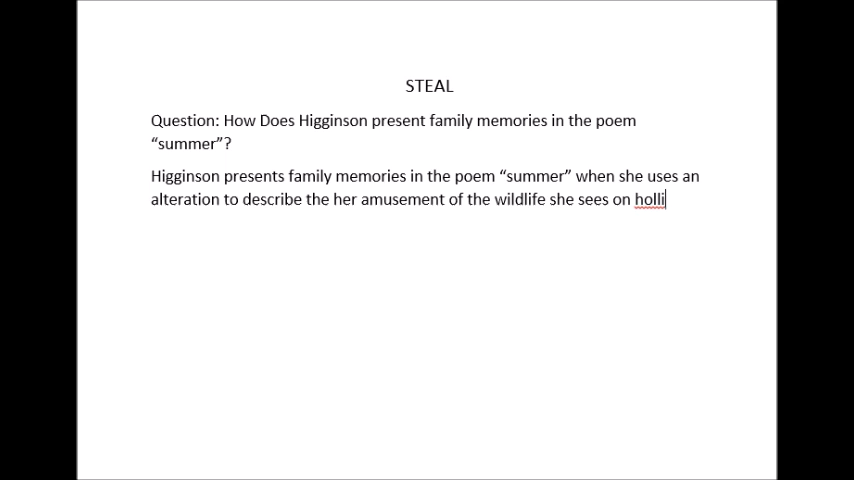 STEAL
Question: How Does Higginson present family memories in the poem
“summer”?
Higginson presents family memories in the poem “summer” when she uses an
alteration to describe the her amusement of the wildlife she sees on holli